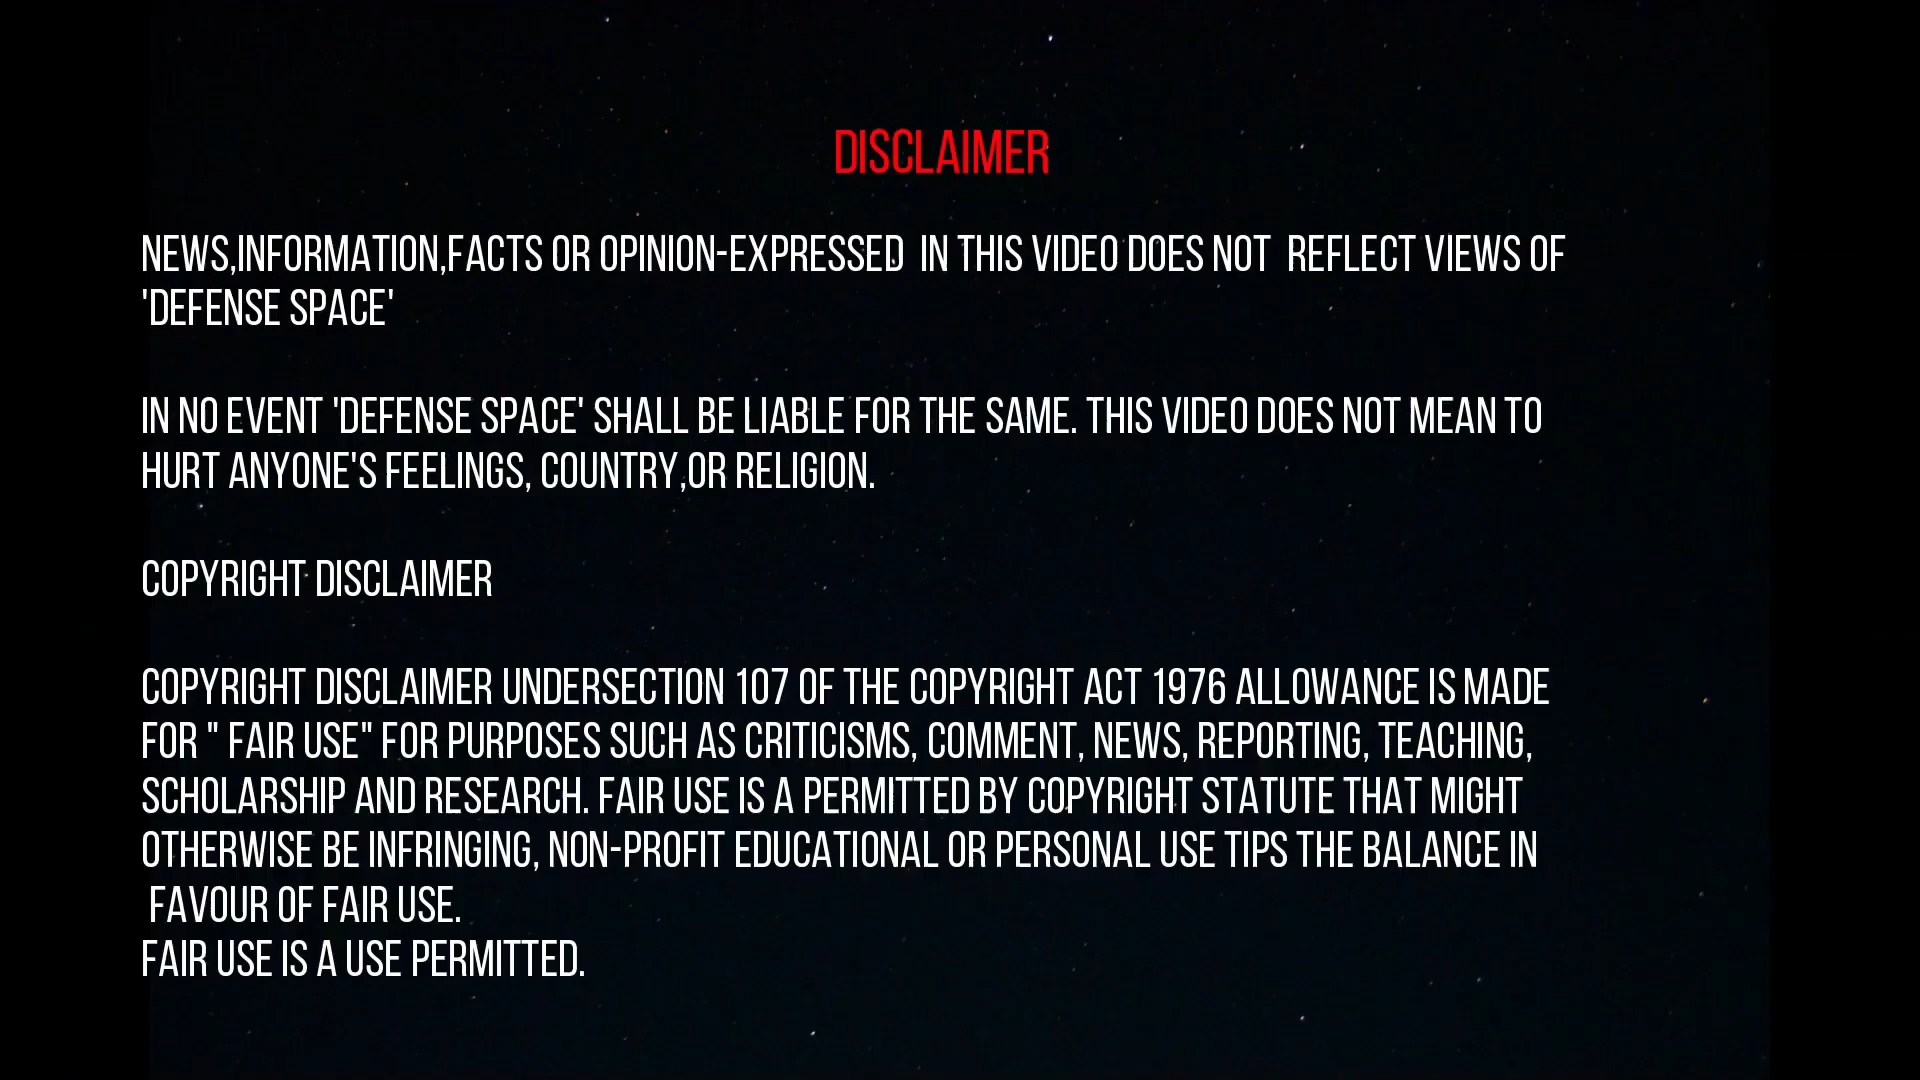 DISCLAIMER
NEWS,INFORMATION,FACTS OR OPINION-EXPRESSED  IN THIS VIDEO DOES NOT  REFLECT VIEWS OF
'DEFENSE SPACE'
IN NO EVENT 'DEFENSE SPACE' SHALL BE LIABLE FOR THE SAME. THIS VIDEO DOES NOT MEAN TO
HURT ANYONE'S FEELINGS, COUNTRY,OR RELIGION.
COPYRIGHT DISCLAIMER
COPYRIGHT DISCLAIMER UNDERSECTION 107 OF THE COPYRIGHT ACT 1976 ALLOWANCE IS MADE
FOR " FAIR USE" FOR PURPOSES SUCH AS CRITICISMS, COMMENT, NEWS, REPORTING, TEACHING,
SCHOLARSHIP AND RESEARCH. FAIR USE IS A PERMITTED BY COPYRIGHT STATUTE THAT MIGHT
OTHERWISE BE INFRINGING, NON-PROFIT EDUCATIONAL OR PERSONAL USE TIPS THE BALANCE IN
FAVOUR OF FAIR USE.
FAIR USE IS A USE PERMITTED.